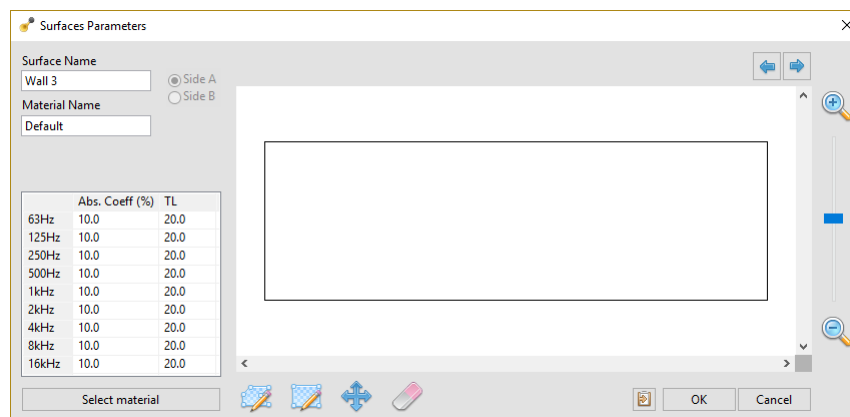 Surfaces Parameters
Surface Name
Wall 3
Side A
Side B
Material Name
Default
Abs. Coeff (%) TL
63Hz 10.0 20.0
125Hz 10.0 20.0
250Hz 10.0 20.0
500Hz 10.0 20.0
1kHz 10.0 20.0
2kHz 10.0 20.0
4kHz 10.0 20.0
8kHz 10.0 20.0
16kHz 10.0 20.0
Select material
OK
Cancel